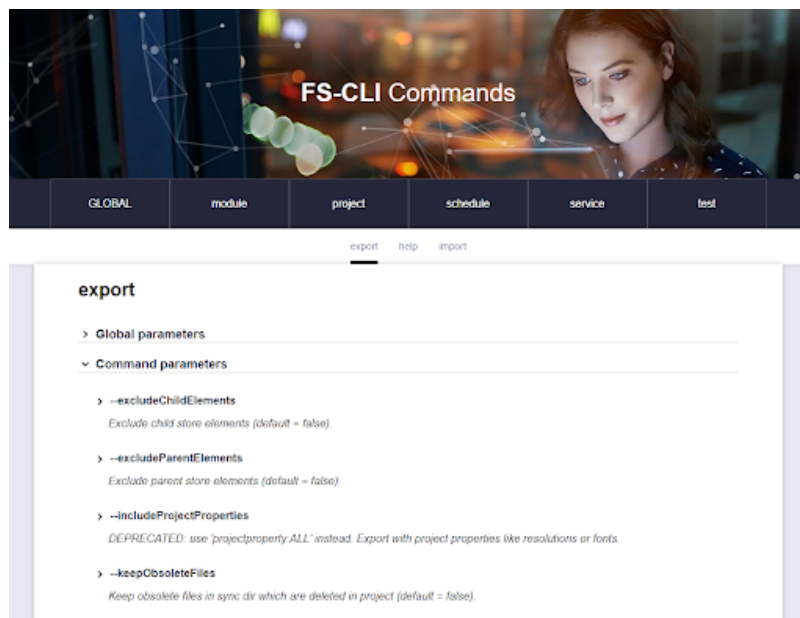 FS-CLI Commands
GLOBAL module project schedule service test
export help import
export
Global parameters
Command parameters
--excludeChildElements
Exclude child store elements (default = false).
--excludeParentElements
Exclude parent store elements (default = false).
--includeProjectProperties
DEPRECATED: use 'projectproperty:ALL' instead. Export with project properties like resolutions or fonts.
--keepObsoleteFiles
Keep obsolete files in sync dir which are deleted in project (default = false).